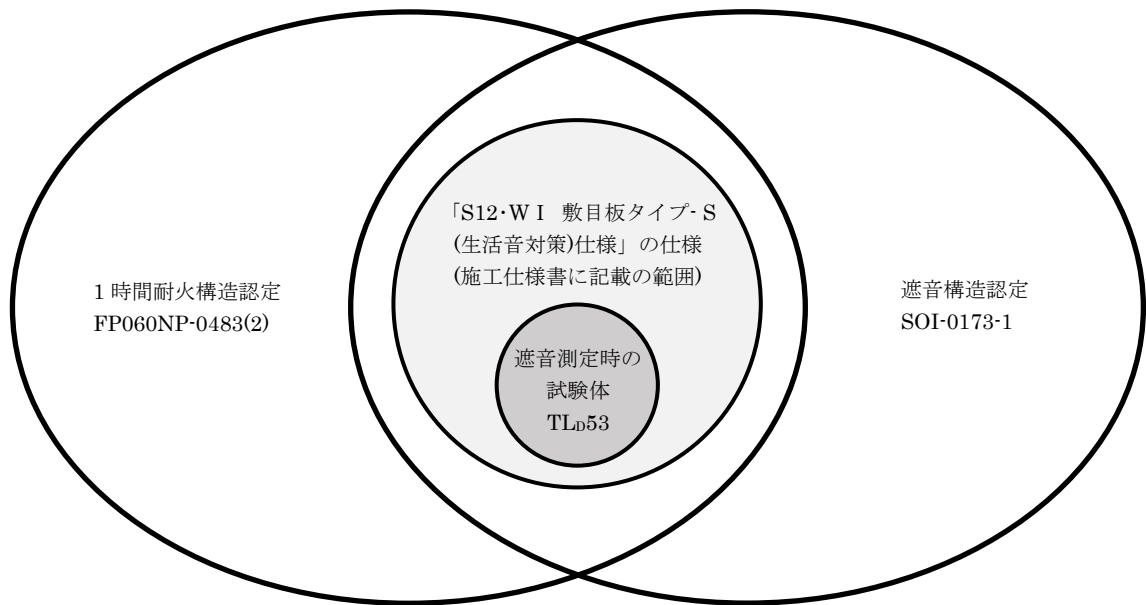 1 時間耐火構造認定
FP060NP-0483(2)
「S12･W I 敷目板タイプ- S
(生活音対策)仕様」の仕様
(施工仕様書に記載の範囲)
遮音測定時の
試験体
TLD53
遮音構造認定
SOI-0173-1